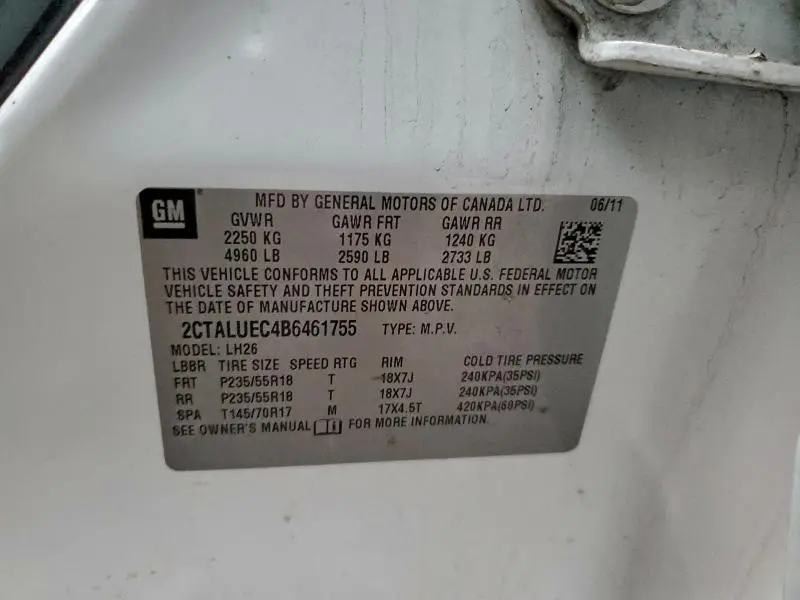 GM MFD BY GENERAL MOTORS OF CANADA LTD. 06/11
GVWR GAWR FRT GAWR RR
2250 KG 1175 KG 1240 KG
4960 LB 2590 LB 2733 LB
THIS VEHICLE CONFORMS TO ALL APPLICABLE U.S. FEDERAL MOTOR
VEHICLE SAFETY AND THEFT PREVENTION STANDARDS IN EFFECT ON
THE DATE OF MANUFACTURE SHOWN ABOVE.
2CTALUEC4B6461755 TYPE: M.P.V.
MODEL: LH26
LBBR TIRE SIZE SPEED RTG RIM COLD TIRE PRESSURE
FRT P235/55R18 T 18X7J 240KPA(35PSI)
RR P235/55R18 T 18X7J 240KPA(35PSI)
SPA T145/70R17 M 17X4.5T 420KPA(60PSI)
SEE OWNER'S MANUAL FOR MORE INFORMATION.